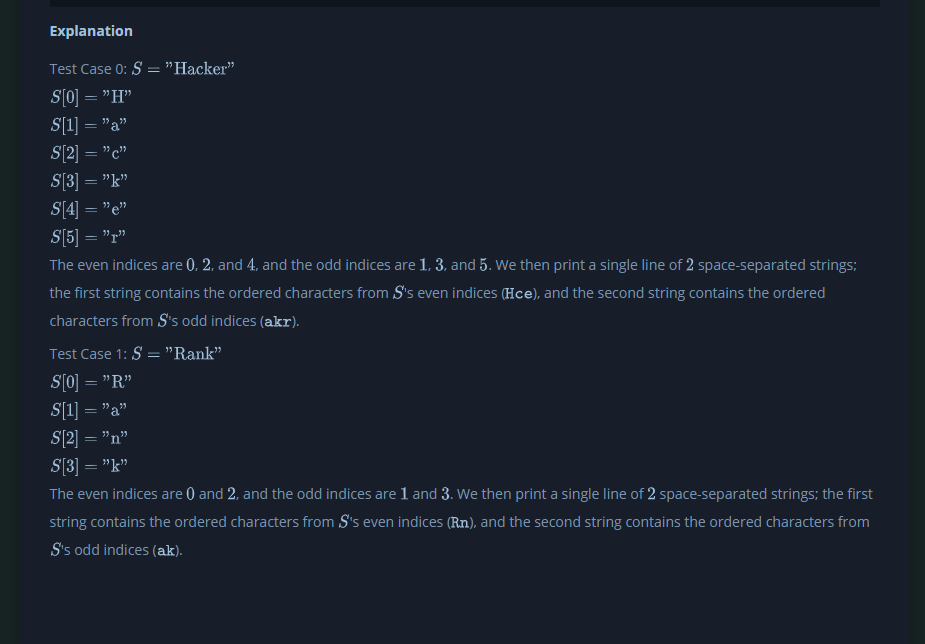 Explanation
Test Case 0: S = ”Hacker”
S[0] = ”H”
S[1] = ”a”
S[2] = ”c”
S[3] = ”k”
S[4] = ”e”
S[5] = ”r”
The even indices are 0, 2, and 4, and the odd indices are 1, 3, and 5. We then print a single line of 2 space-separated strings;
the first string contains the ordered characters from S's even indices (Hce), and the second string contains the ordered
characters from S's odd indices (akr).
Test Case 1: S = ”Rank”
S[0] = ”R”
S[1] = ”a”
S[2] = ”n”
S[3] = ”k”
The even indices are 0 and 2, and the odd indices are 1 and 3. We then print a single line of 2 space-separated strings; the first
string contains the ordered characters from S's even indices (Rn), and the second string contains the ordered characters from
S's odd indices (ak).